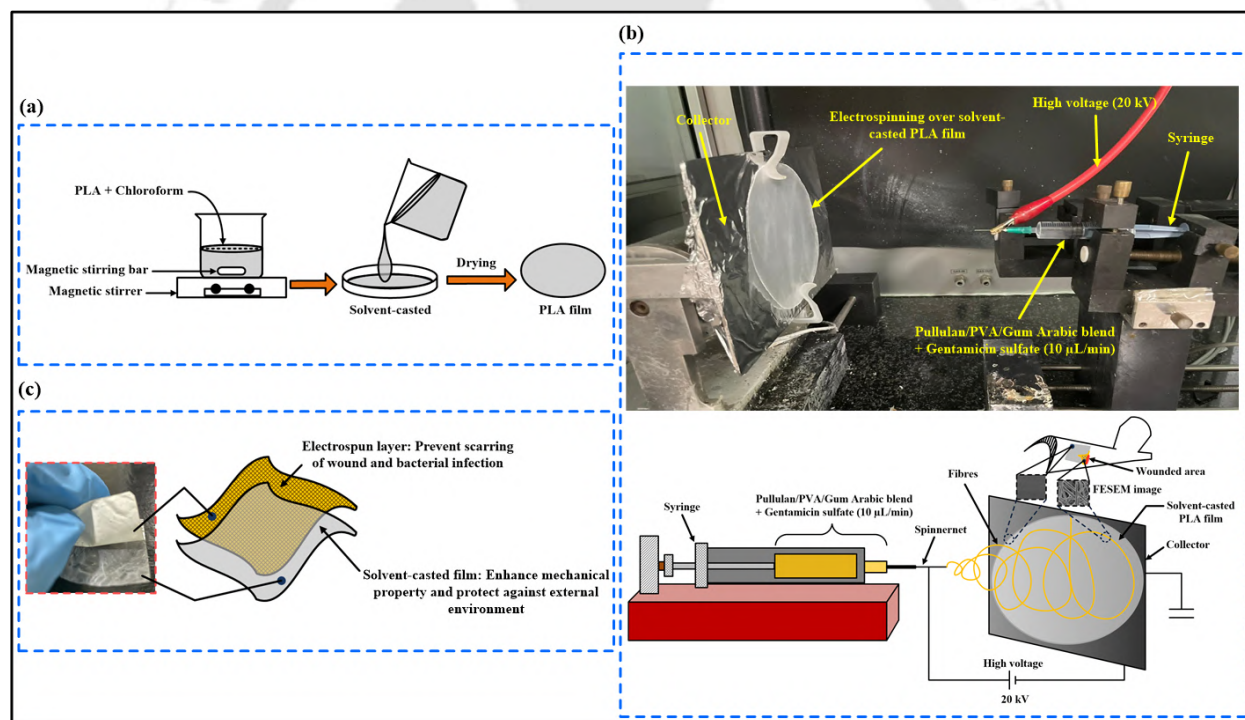 (a)
PLA + Chloroform
Magnetic stirring bar
Magnetic stirrer
Solvent-casted
Drying
PLA film
(b)
Collector
Electrospinning over solvent-
casted PLA film
High voltage (20 kV)
Syringe
Pullulan/PVA/Gum Arabic blend
+ Gentamicin sulfate (10 µL/min)
Wounded area
FESEM image
Fibres
Solvent-casted
PLA film
Collector
Pullulan/PVA/Gum Arabic blend
+ Gentamicin sulfate (10 µL/min)
Syringe
Spinnernet
High voltage
20 kV
(c)
Electrospun layer: Prevent scarring
of wound and bacterial infection
Solvent-casted film: Enhance mechanical
property and protect against external
environment